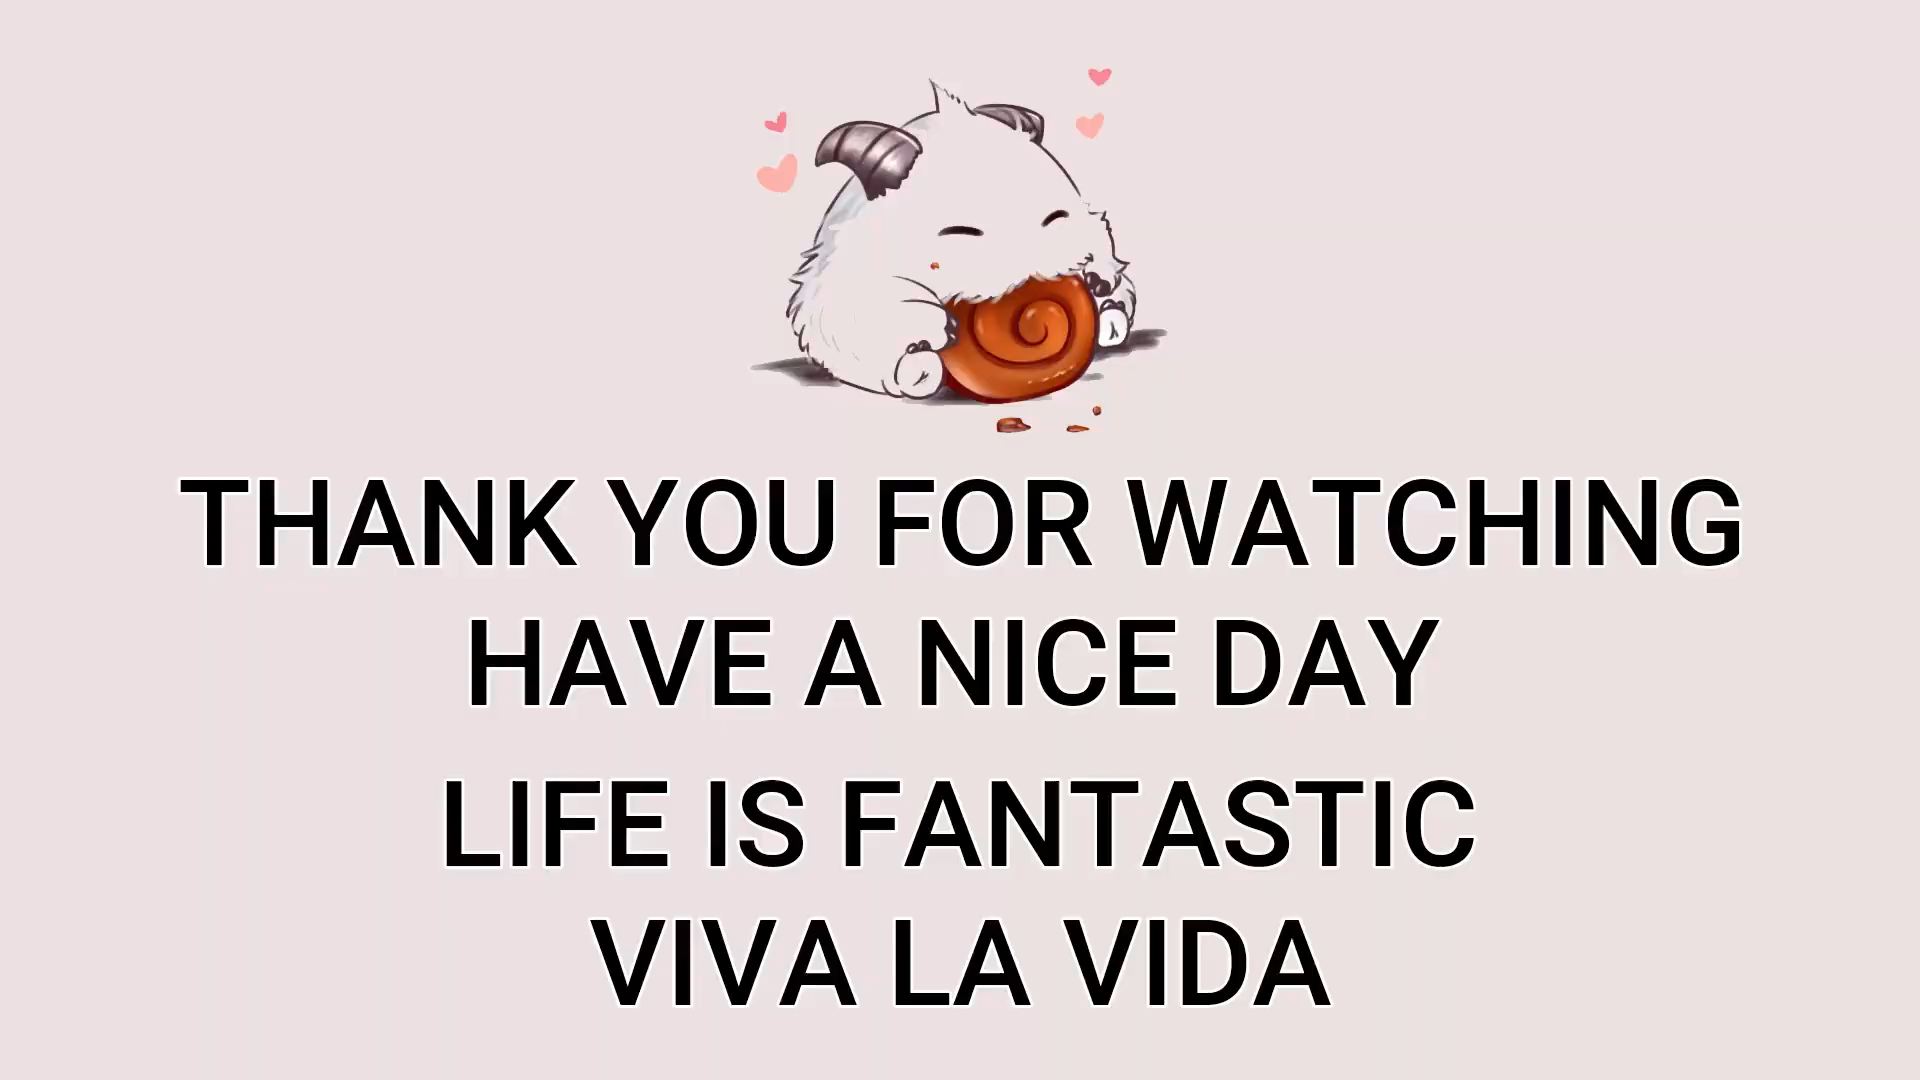 THANK YOU FOR WATCHING
HAVE A NICE DAY
LIFE IS FANTASTIC
VIVA LA VIDA